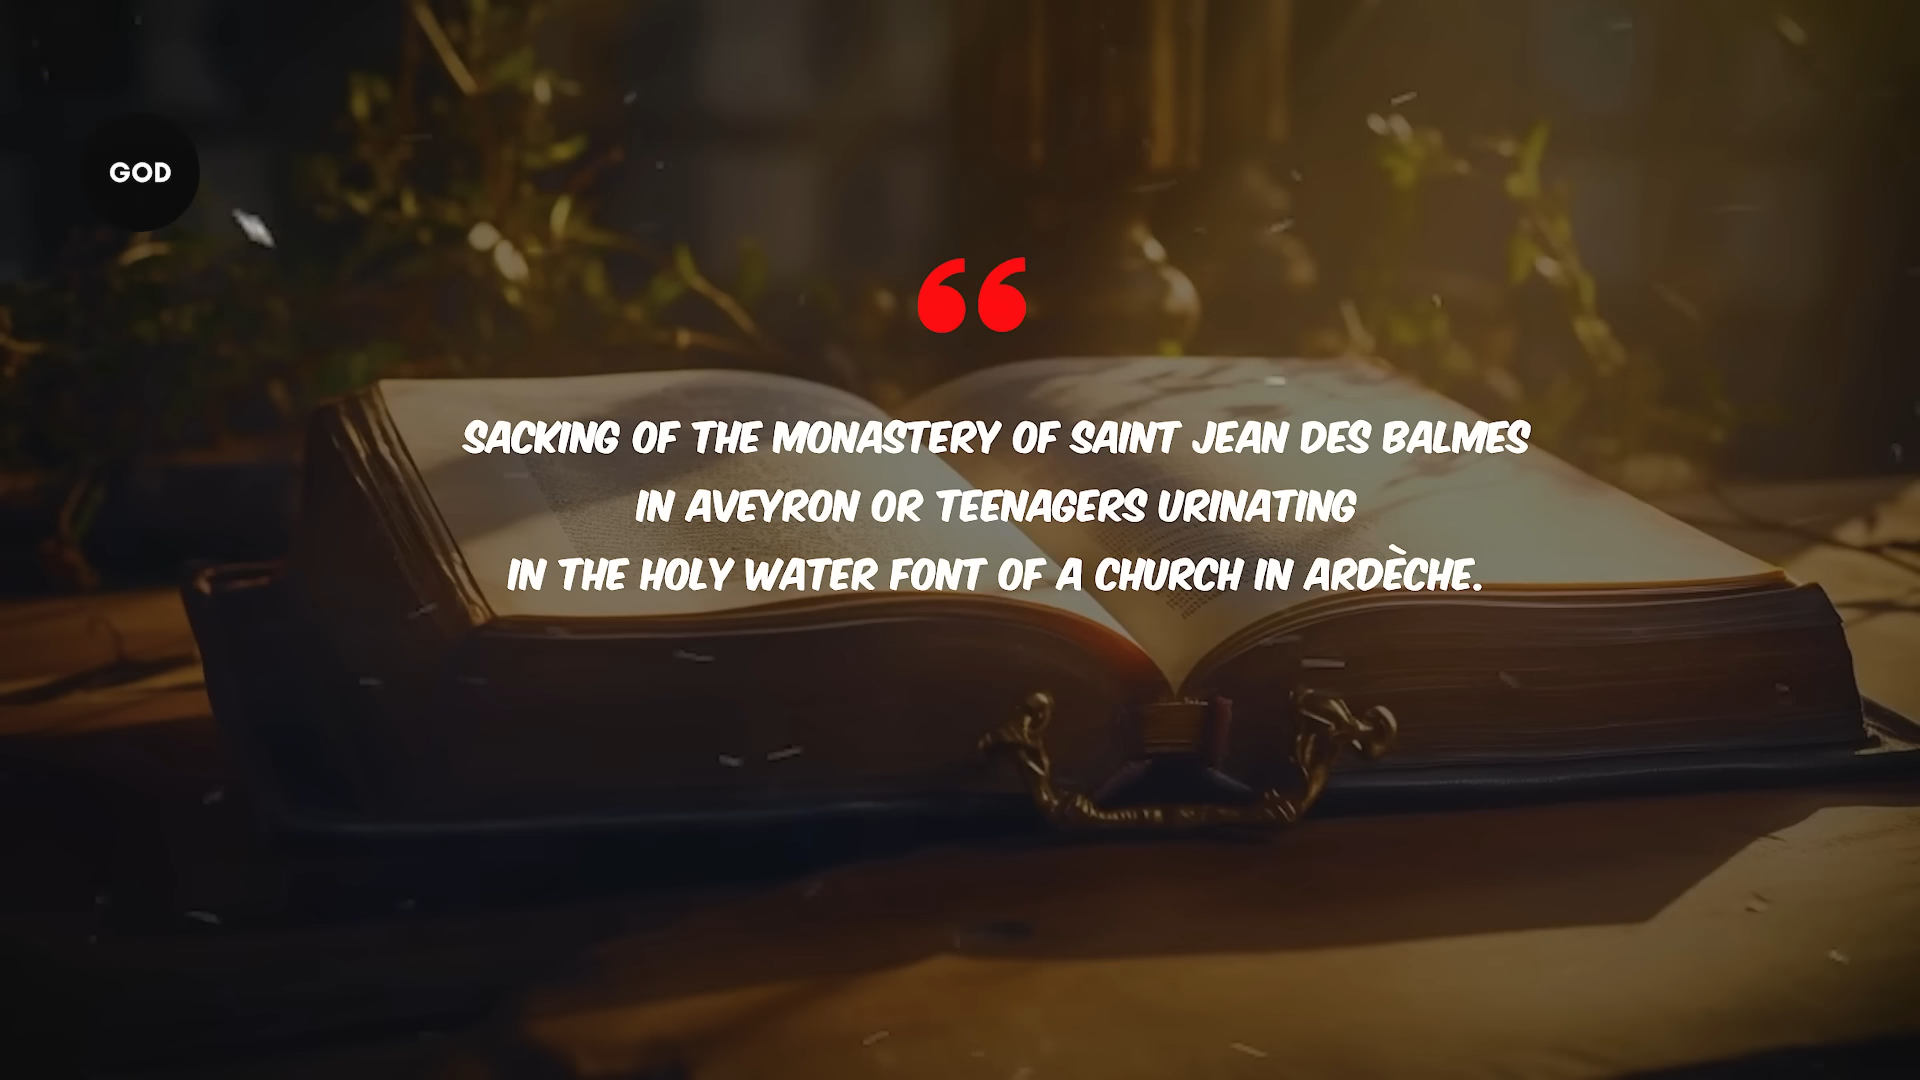 GOD
SACKING OF THE MONASTERY OF SAINT JEAN DES BALMES
IN AVEYRON OR TEENAGERS URINATING
IN THE HOLY WATER FONT OF A CHURCH IN ARDÈCHE.